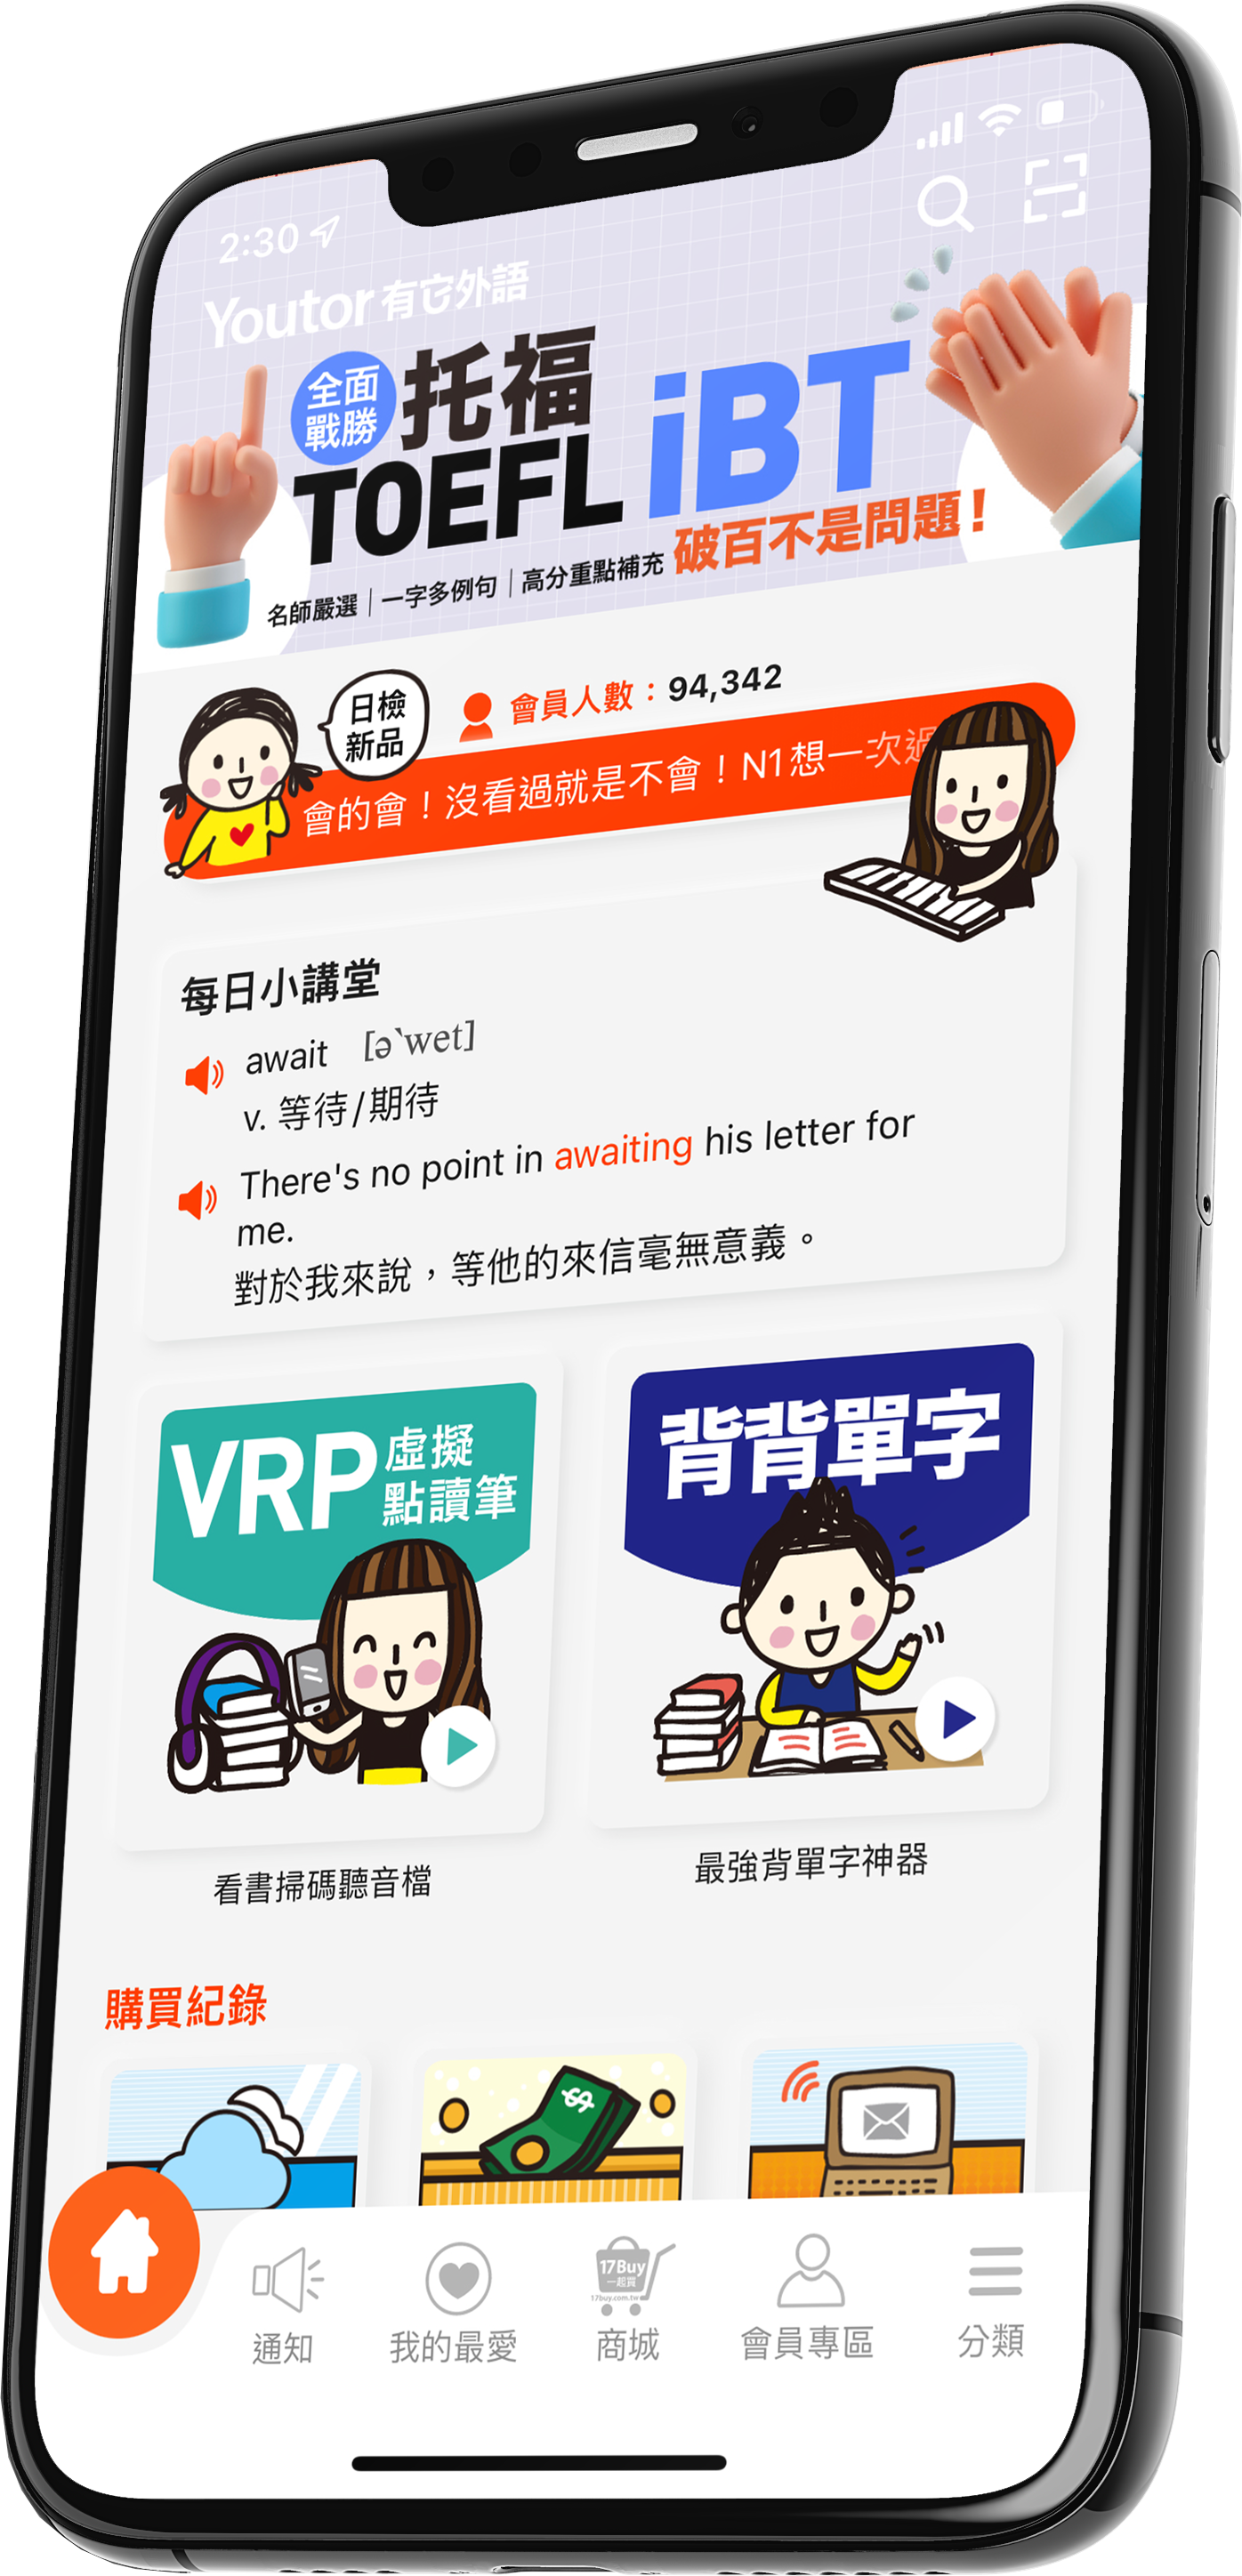 2:30
Youtor 有它外語
全面
戰勝
托福
TOEFL iBT
名師嚴選｜一字多例句｜高分重點補充
破百不是問題！
日檢
新品
會員人數：94,342
會的會！沒看過就是不會！N1想一次過
每日小講堂
await [ə`wet]
v. 等待/期待
There's no point in awaiting his letter for
me.
對於我來說，等他的來信毫無意義。
VRP 虛擬
點讀筆
背背單字
看書掃碼聽音檔
最強背單字神器
購買紀錄
17Buy
一起買
17buy.com.tw
通知
我的最愛
商城
會員專區
分類